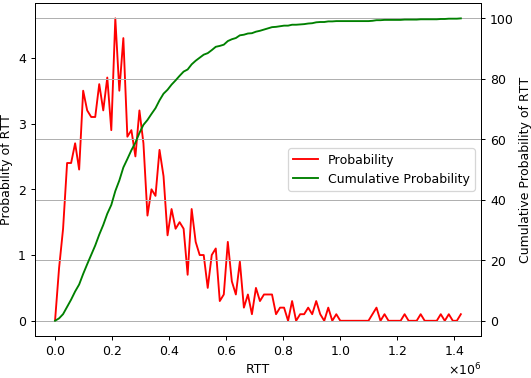 Probability of RTT
4
3
2
1
0
100
80
60
40
20
0
Cumulative Probability of RTT
Probability
Cumulative Probability
0.0 0.2 0.4 0.6 0.8 1.0 1.2 1.4
RTT
×10⁶